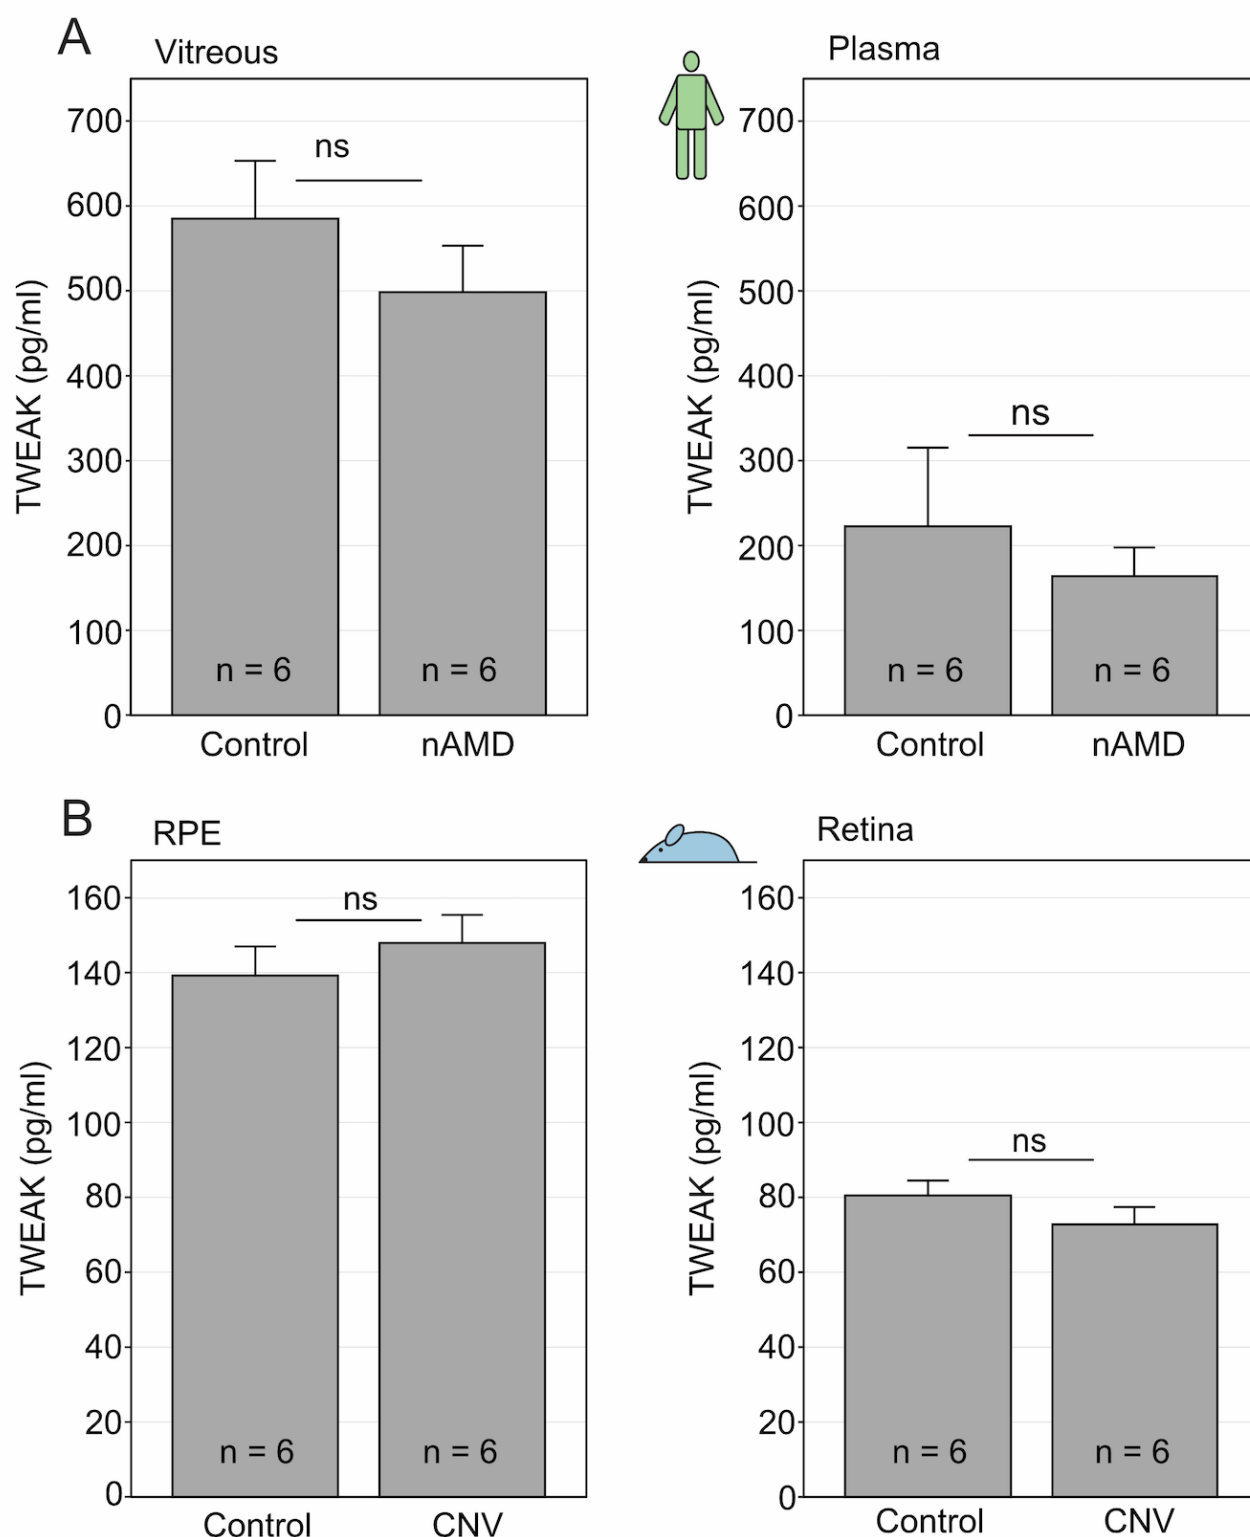 A
Vitreous
Plasma
TWEAK (pg/ml)
700
600
500
400
300
200
100
0
ns
n = 6
n = 6
Control
nAMD
TWEAK (pg/ml)
700
600
500
400
300
200
100
0
ns
n = 6
n = 6
Control
nAMD
B
RPE
Retina
TWEAK (pg/ml)
160
140
120
100
80
60
40
20
0
ns
n = 6
n = 6
Control
CNV
TWEAK (pg/ml)
160
140
120
100
80
60
40
20
0
ns
n = 6
n = 6
Control
CNV